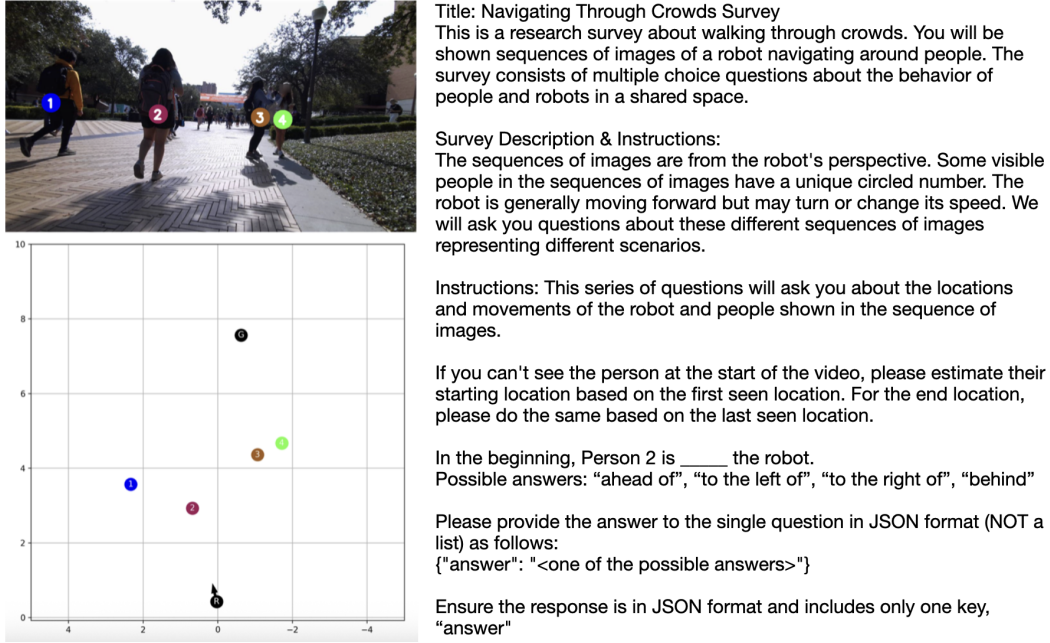 Title: Navigating Through Crowds Survey
This is a research survey about walking through crowds. You will be
shown sequences of images of a robot navigating around people. The
survey consists of multiple choice questions about the behavior of
people and robots in a shared space.
Survey Description & Instructions:
The sequences of images are from the robot's perspective. Some visible
people in the sequences of images have a unique circled number. The
robot is generally moving forward but may turn or change its speed. We
will ask you questions about these different sequences of images
representing different scenarios.
Instructions: This series of questions will ask you about the locations
and movements of the robot and people shown in the sequence of
images.
If you can't see the person at the start of the video, please estimate their
starting location based on the first seen location. For the end location,
please do the same based on the last seen location.
In the beginning, Person 2 is _____ the robot.
Possible answers: “ahead of”, “to the left of”, “to the right of”, “behind”
Please provide the answer to the single question in JSON format (NOT a
list) as follows:
{"answer": "<one of the possible answers>"}
Ensure the response is in JSON format and includes only one key,
“answer"
1
2
3
4
10
8
G
6
4
3
4
1
2
2
R
0
4
2
0
−2
−4